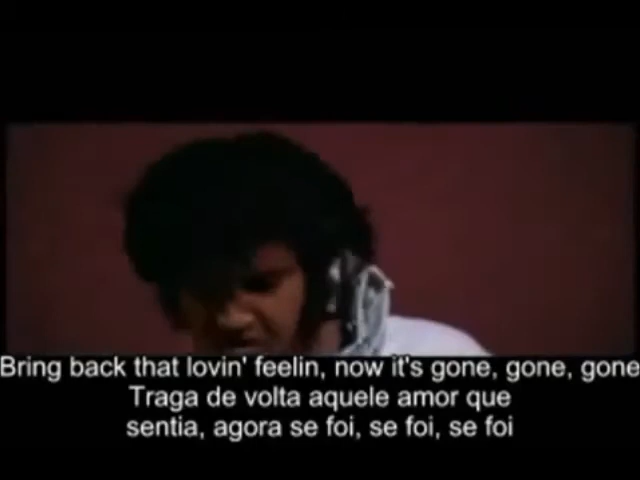 Bring back that lovin' feelin, now it's gone, gone, gone
Traga de volta aquele amor que
sentia, agora se foi, se foi, se foi